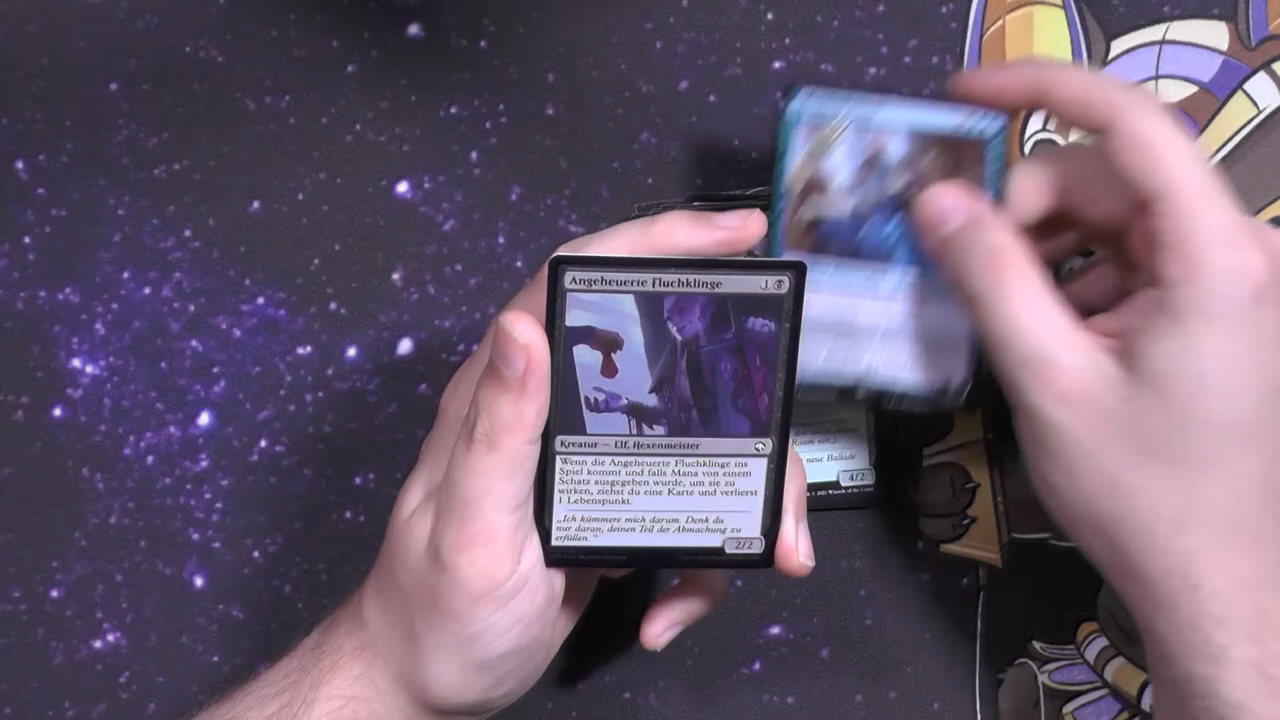 Angeheuerte Fluchklinge 1
Kreatur — Elf, Hexenmeister
Wenn die Angeheuerte Fluchklinge ins
Spiel kommt und falls Mana von einem
Schatz ausgegeben wurde, um sie zu
wirken, ziehst du eine Karte und verlierst
1 Lebenspunkt.
„Ich kümmere mich darum. Denk du
nur daran, deinen Teil der Abmachung zu
erfüllen.“
2/2
Raum von
neue Ballade
4/2